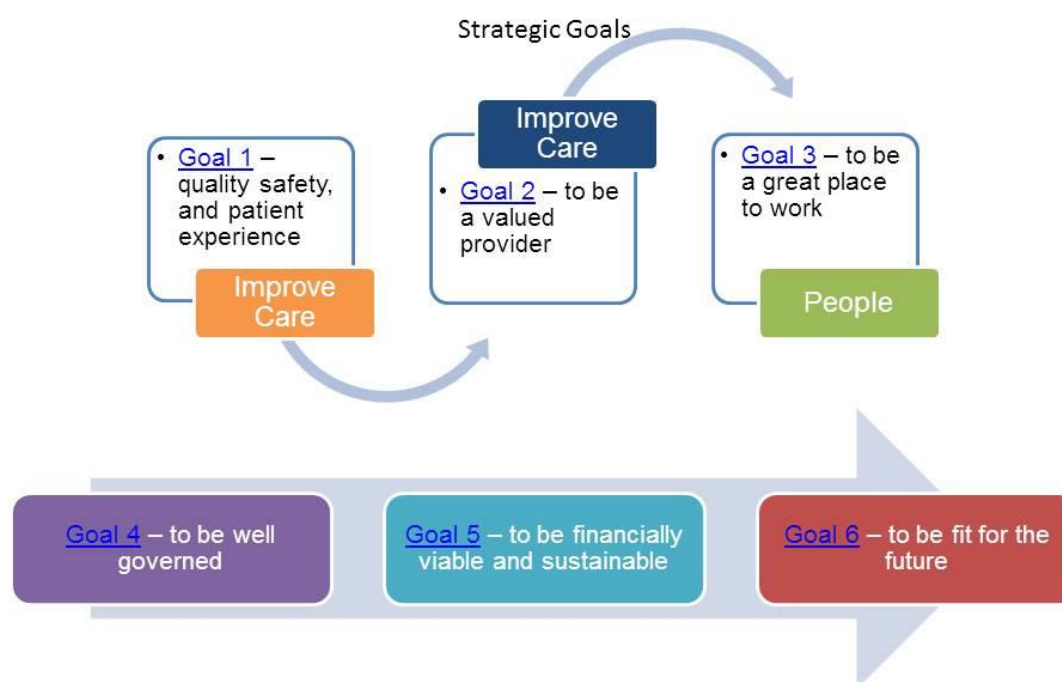 Strategic Goals
• Goal 1 –
quality safety,
and patient
experience
Improve
Care
Improve
Care
• Goal 2 – to be
a valued
provider
• Goal 3 – to be
a great place
to work
People
Goal 4 – to be well
governed
Goal 5 – to be financially
viable and sustainable
Goal 6 – to be fit for the
future